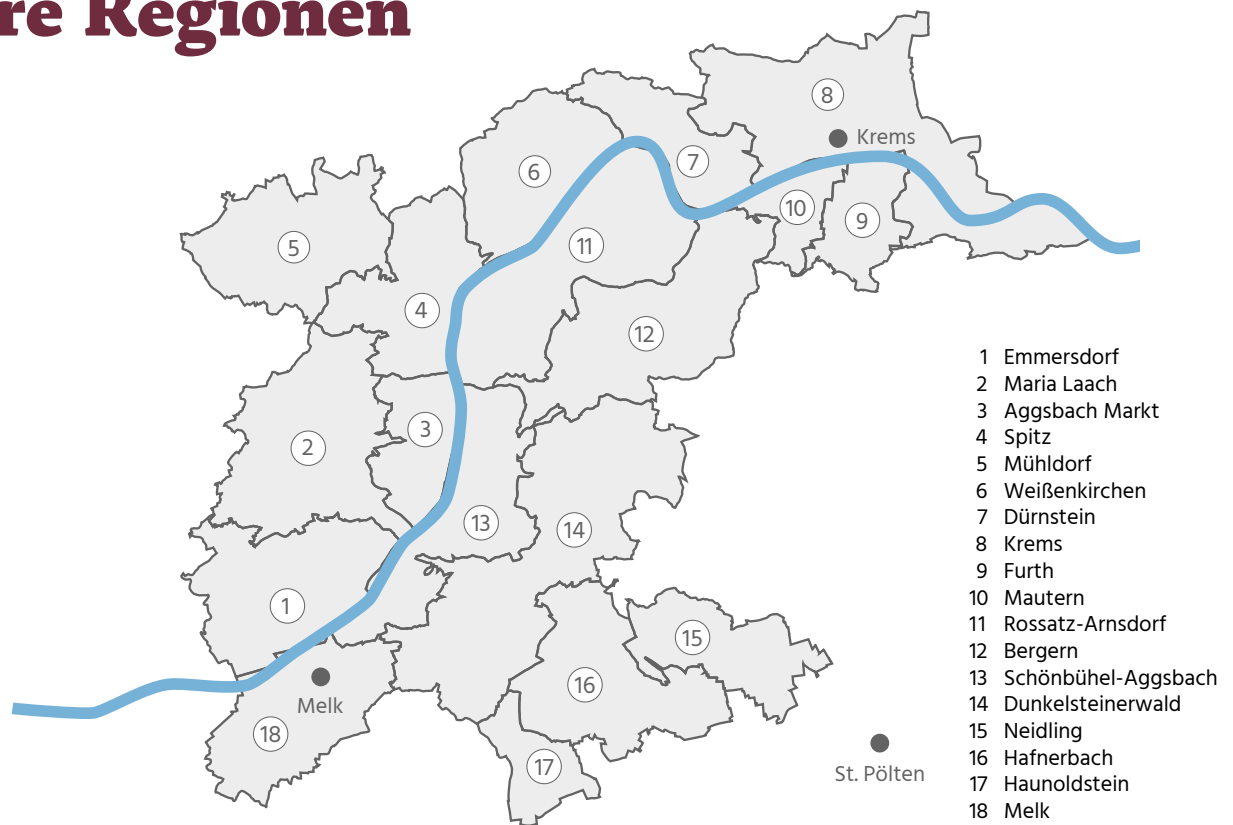 re Regionen
8
Krems
6
7
10
9
5
11
4
12
3
2
13
14
1
15
16
Melk
18
17
St. Pölten
1 Emmersdorf
2 Maria Laach
3 Aggsbach Markt
4 Spitz
5 Mühldorf
6 Weißenkirchen
7 Dürnstein
8 Krems
9 Furth
10 Mautern
11 Rossatz-Arnsdorf
12 Bergern
13 Schönbühel-Aggsbach
14 Dunkelsteinerwald
15 Neidling
16 Hafnerbach
17 Haunoldstein
18 Melk